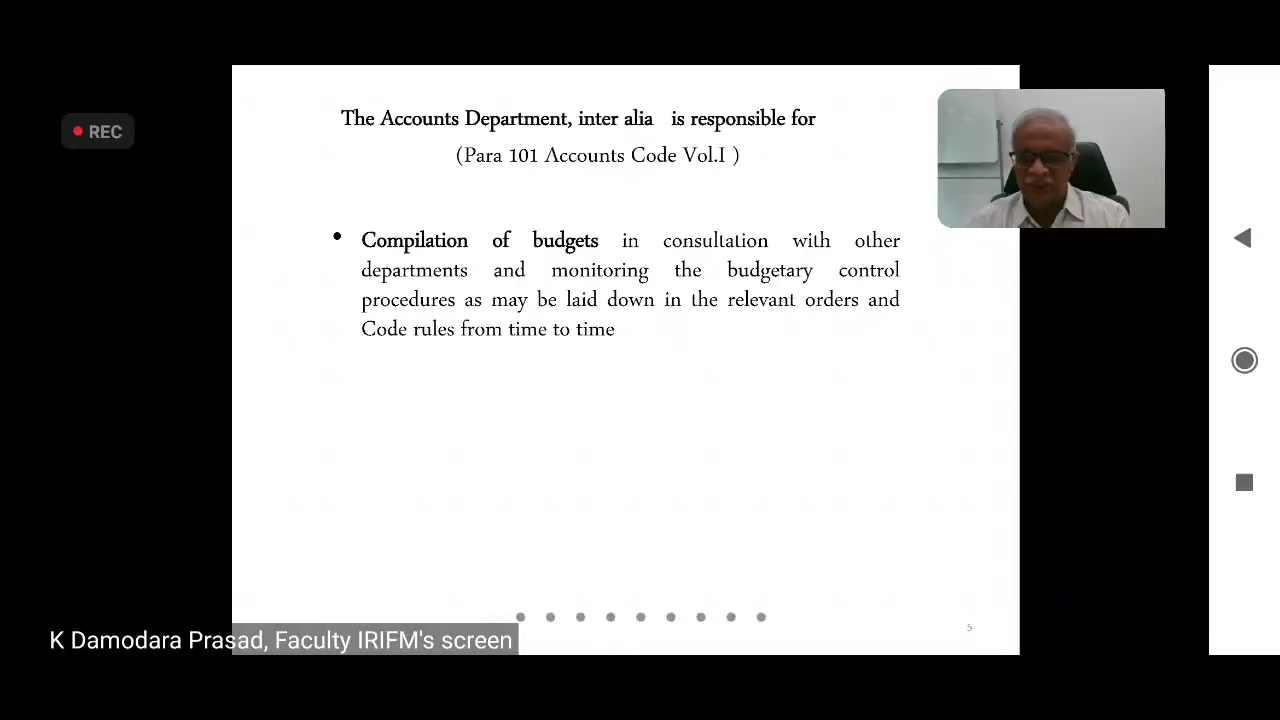 The Accounts Department, inter alia is responsible for
(Para 101 Accounts Code Vol.I )
REC
• Compilation of budgets in consultation with other
departments and monitoring the budgetary control
procedures as may be laid down in the relevant orders and
Code rules from time to time
5
K Damodara Prasad, Faculty IRIFM's screen